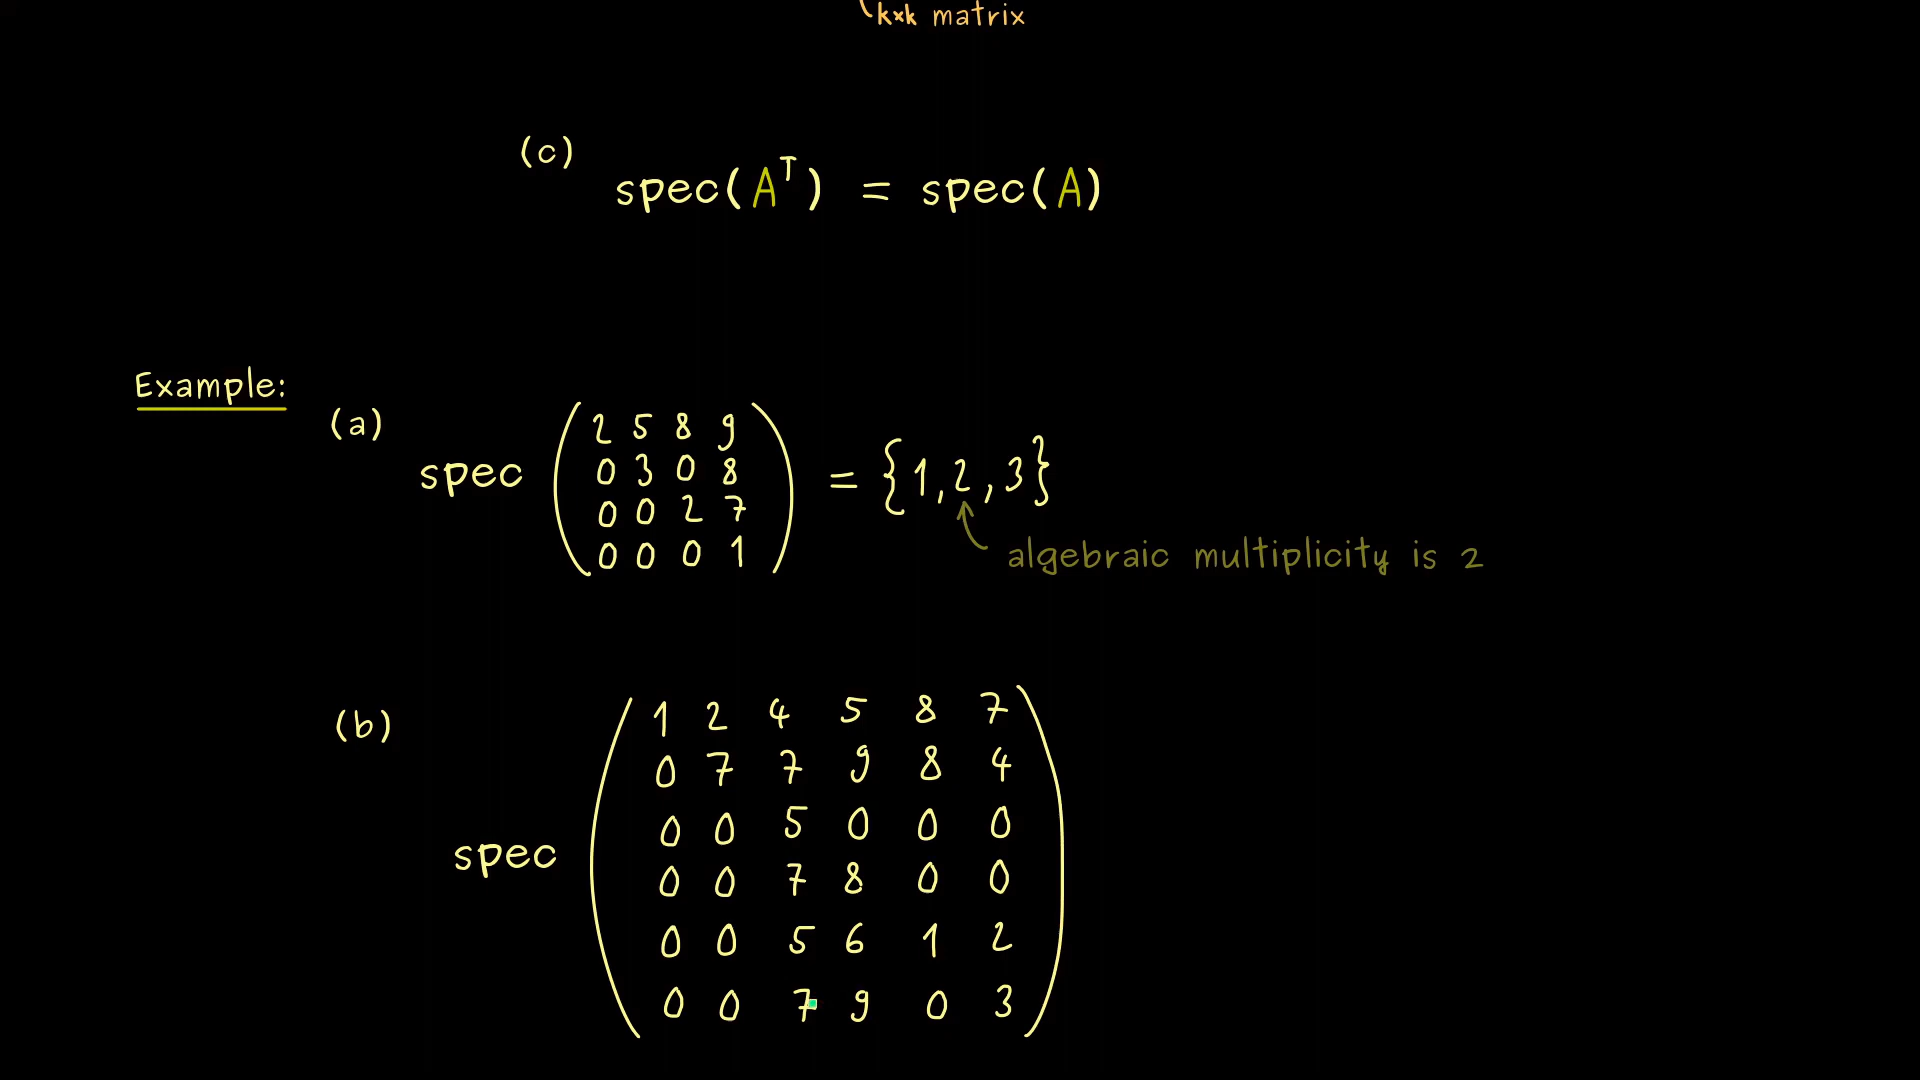 k×k matrix
(c)
spec(Aᵀ) = spec(A)
Example:
(a)
spec
2 5 8 9
0 3 0 8
0 0 2 7
0 0 0 1
= {1,2,3}
algebraic multiplicity is 2
(b)
spec
1 2 4 5 8 7
0 7 7 9 8 4
0 0 5 0 0 0
0 0 7 8 0 0
0 0 5 6 1 2
0 0 7 9 0 3